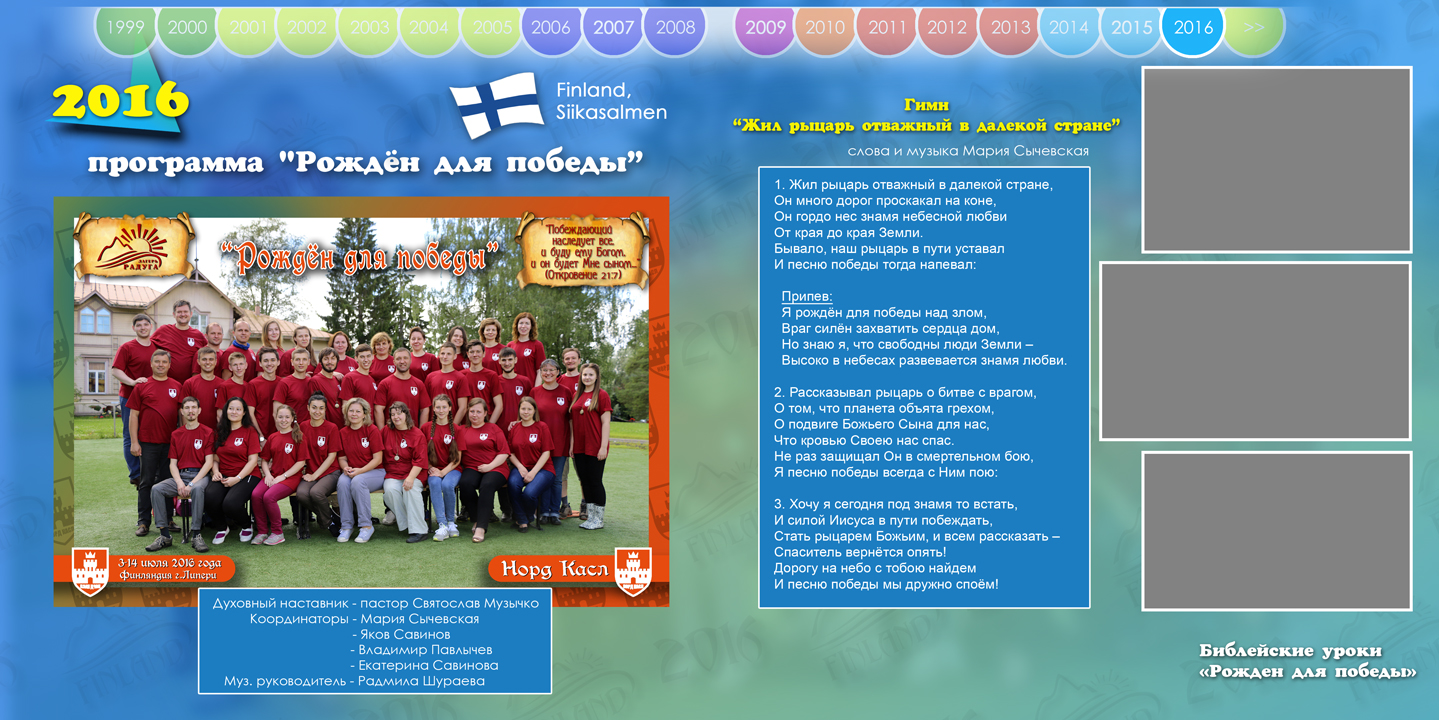 1999 2000 2001 2002 2003 2004 2005 2006 2007 2008 2009 2010 2011 2012 2013 2014 2015 2016 >>
2016
Finland,
Siikasalmen
программа "Рождён для победы”
ЛАГЕРЬ
РАДУГА
“Рождён для победы”
"Побеждающий
наследует все,
и буду ему Богом,
и он будет Мне сыном..."
(Откровение 21:7)
3-14 июля 2016 года
Финляндия г.Липери
Норд Касл
Духовный наставник - пастор Святослав Музычко
Координаторы - Мария Сычевская
- Яков Савинов
- Владимир Павлычев
- Екатерина Савинова
Муз. руководитель - Радмила Шураева
Гимн
“Жил рыцарь отважный в далекой стране”
слова и музыка Мария Сычевская
1. Жил рыцарь отважный в далекой стране,
Он много дорог проскакал на коне,
Он гордо нес знамя небесной любви
От края до края Земли.
Бывало, наш рыцарь в пути уставал
И песню победы тогда напевал:
Припев:
Я рождён для победы над злом,
Враг силён захватить сердца дом,
Но знаю я, что свободны люди Земли –
Высоко в небесах развевается знамя любви.
2. Рассказывал рыцарь о битве с врагом,
О том, что планета объята грехом,
О подвиге Божьего Сына для нас,
Что кровью Своею нас спас.
Не раз защищал Он в смертельном бою,
Я песню победы всегда с Ним пою:
3. Хочу я сегодня под знамя то встать,
И силой Иисуса в пути побеждать,
Стать рыцарем Божьим, и всем рассказать –
Спаситель вернётся опять!
Дорогу на небо с тобою найдем
И песню победы мы дружно споём!
Библейские уроки
«Рожден для победы»